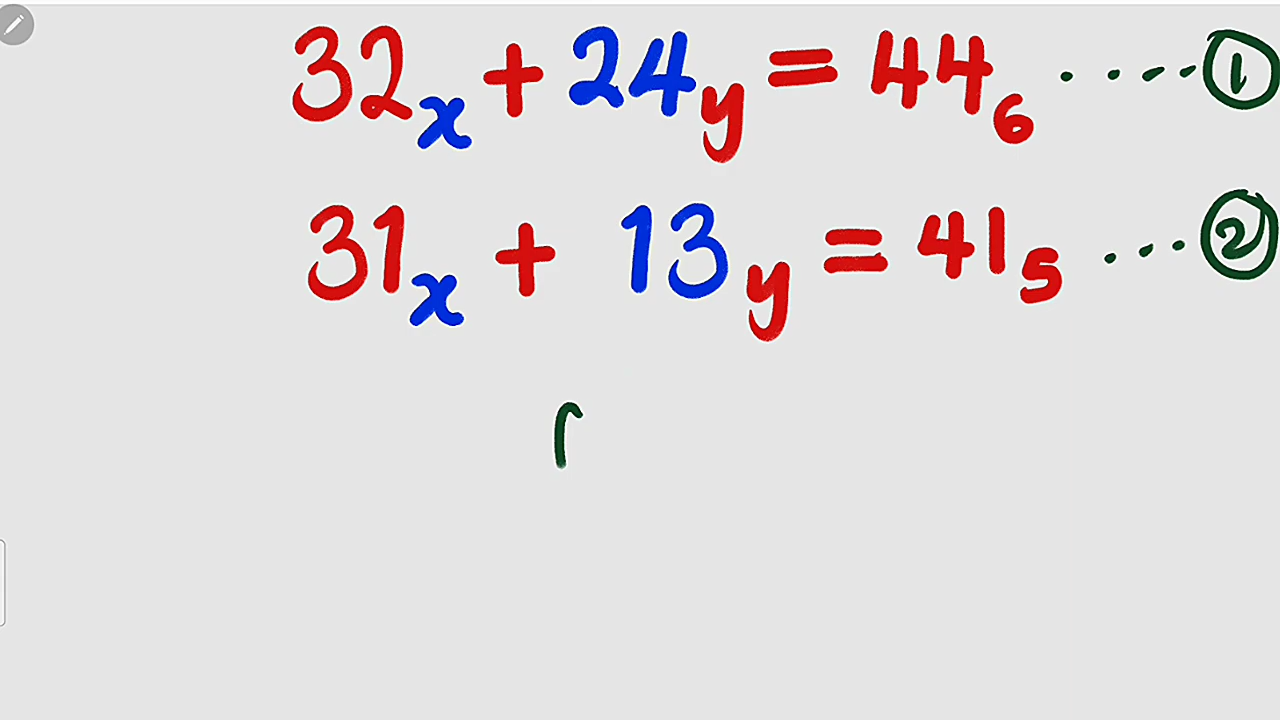 32ₓ + 24y = 44₆ ....①
31ₓ + 13y = 41₅ ...②